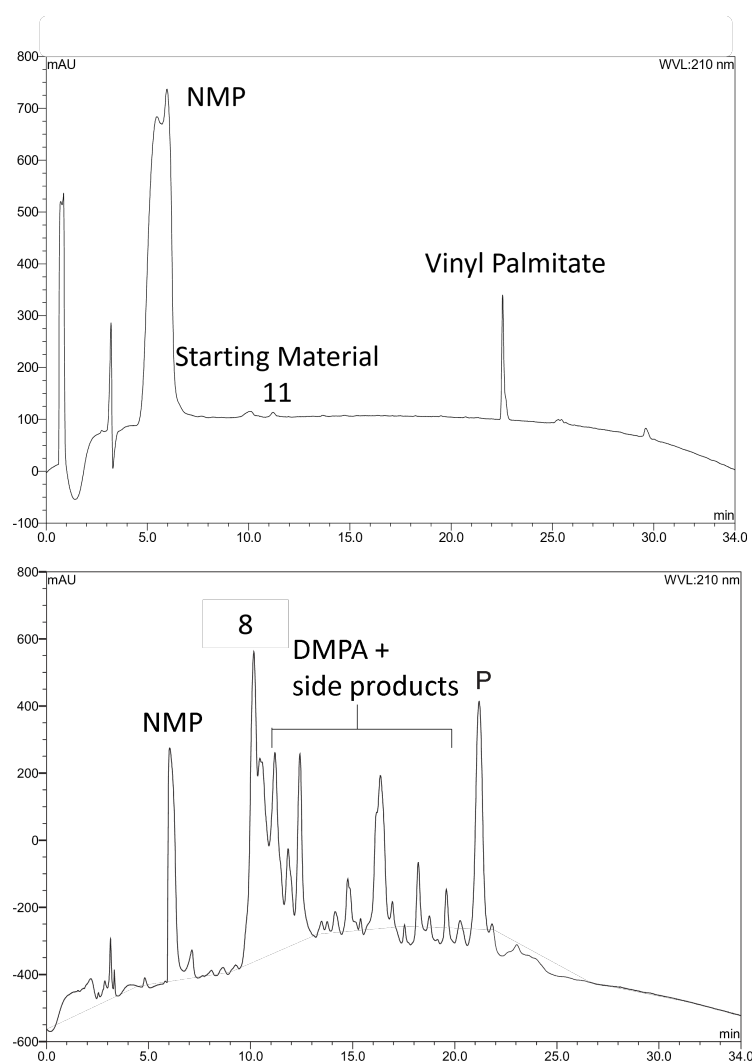 800
mAU
WVL:210 nm
NMP
700
600
500
400
Vinyl Palmitate
300
200
Starting Material
11
100
0
-100
min
0.0 5.0 10.0 15.0 20.0 25.0 30.0 34.0
800
mAU
WVL:210 nm
8
600
DMPA +
side products
P
NMP
400
200
0
-200
-400
-600
min
0.0 5.0 10.0 15.0 20.0 25.0 30.0 34.0